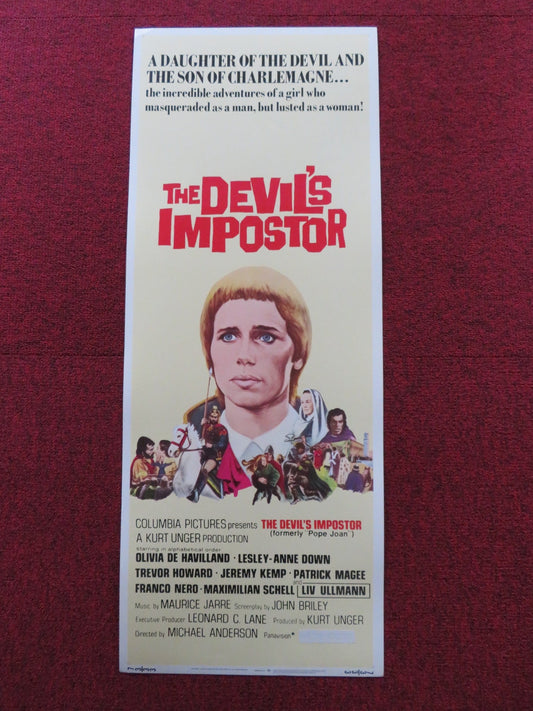 A DAUGHTER OF THE DEVIL AND
THE SON OF CHARLEMAGNE...
the incredible adventures of a girl who
masqueraded as a man, but lusted as a woman!
THE DEVIL'S
IMPOSTOR
COLUMBIA PICTURES presents THE DEVIL'S IMPOSTOR
A KURT UNGER PRODUCTION (formerly "Pope Joan")
starring in alphabetical order
OLIVIA DE HAVILLAND · LESLEY-ANNE DOWN
TREVOR HOWARD · JEREMY KEMP · PATRICK MAGEE
FRANCO NERO · MAXIMILIAN SCHELL and LIV ULLMANN
Music by MAURICE JARRE Screenplay by JOHN BRILEY
Executive Producer LEONARD C. LANE Produced by KURT UNGER
Directed by MICHAEL ANDERSON Panavision®